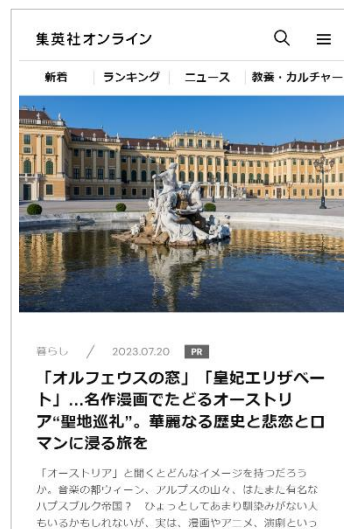 集英社オンライン
新着 ランキング ニュース 教養・カルチャー
暮らし / 2023.07.20 PR
「オルフェウスの窓」「皇妃エリザベー
ト」…名作漫画でたどるオーストリ
ア“聖地巡礼”。華麗なる歴史と悲恋とロ
マンに浸る旅を
「オーストリア」と聞くとどんなイメージを持つだろう
か。音楽の都ウィーン、アルプスの山々、はたまた有名な
ハプスブルク帝国？　ひょっとしてあまり馴染みがない人
もいるかもしれないが、実は、漫画やアニメ、演劇といっ